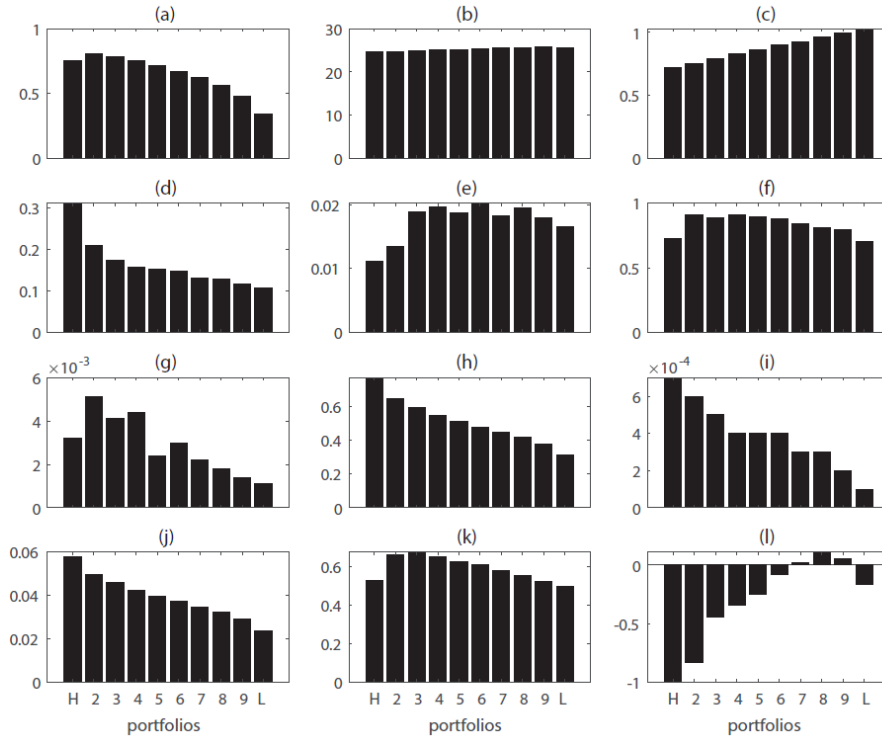 (a) (b) (c)
1 30 1
0.5 20 0.5
10
0 0 0
(d) (e) (f)
0.3 0.02 1
0.2 0.01 0.5
0.1
0 0 0
(g) (h) (i)
×10⁻³ ×10⁻⁴
6 0.6 6
4 0.4 4
2 0.2 2
0 0 0
(j) (k) (l)
0.06 0.6 0
0.04 0.4 -0.5
0.02 0.2
0 0 -1
H 2 3 4 5 6 7 8 9 L H 2 3 4 5 6 7 8 9 L H 2 3 4 5 6 7 8 9 L
portfolios portfolios portfolios